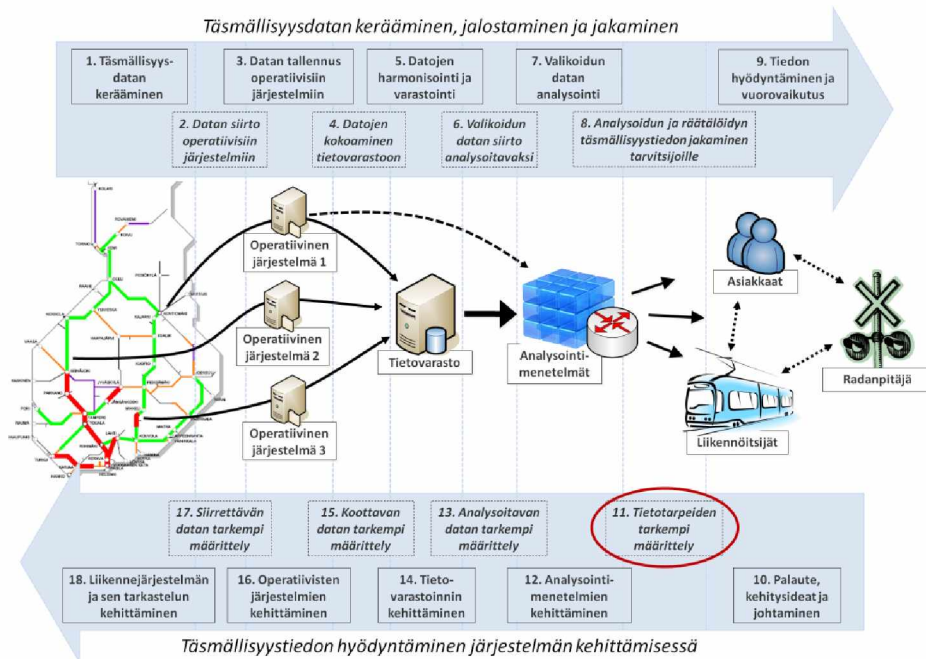 Täsmällisyysdatan kerääminen, jalostaminen ja jakaminen
1. Täsmällisyys-
datan
kerääminen
3. Datan tallennus
operatiivisiin
järjestelmiin
5. Datojen
harmonisointi ja
varastointi
7. Valikoidun
datan
analysointi
9. Tiedon
hyödyntäminen ja
vuorovaikutus
2. Datan siirto
operatiivisiin
järjestelmiin
4. Datojen
kokoaminen
tietovarastoon
6. Valikoidun
datan siirto
analysoitavaksi
8. Analysoidun ja räätälöidyn
täsmällisyystiedon jakaminen
tarvitsijoille
Operatiivinen
järjestelmä 1
Operatiivinen
järjestelmä 2
Operatiivinen
järjestelmä 3
Tietovarasto
Analysointi-
menetelmät
Asiakkaat
Radanpitäjä
Liikennöitsijät
17. Siirrettävän
datan tarkempi
määrittely
15. Koottavan
datan tarkempi
määrittely
13. Analysoitavan
datan tarkempi
määrittely
11. Tietotarpeiden
tarkempi
määrittely
18. Liikennejärjestelmän
ja sen tarkastelun
kehittäminen
16. Operatiivisten
järjestelmien
kehittäminen
14. Tieto-
varastoinnin
kehittäminen
12. Analysointi-
menetelmien
kehittäminen
10. Palaute,
kehitysideat ja
johtaminen
Täsmällisyystiedon hyödyntäminen järjestelmän kehittämisessä